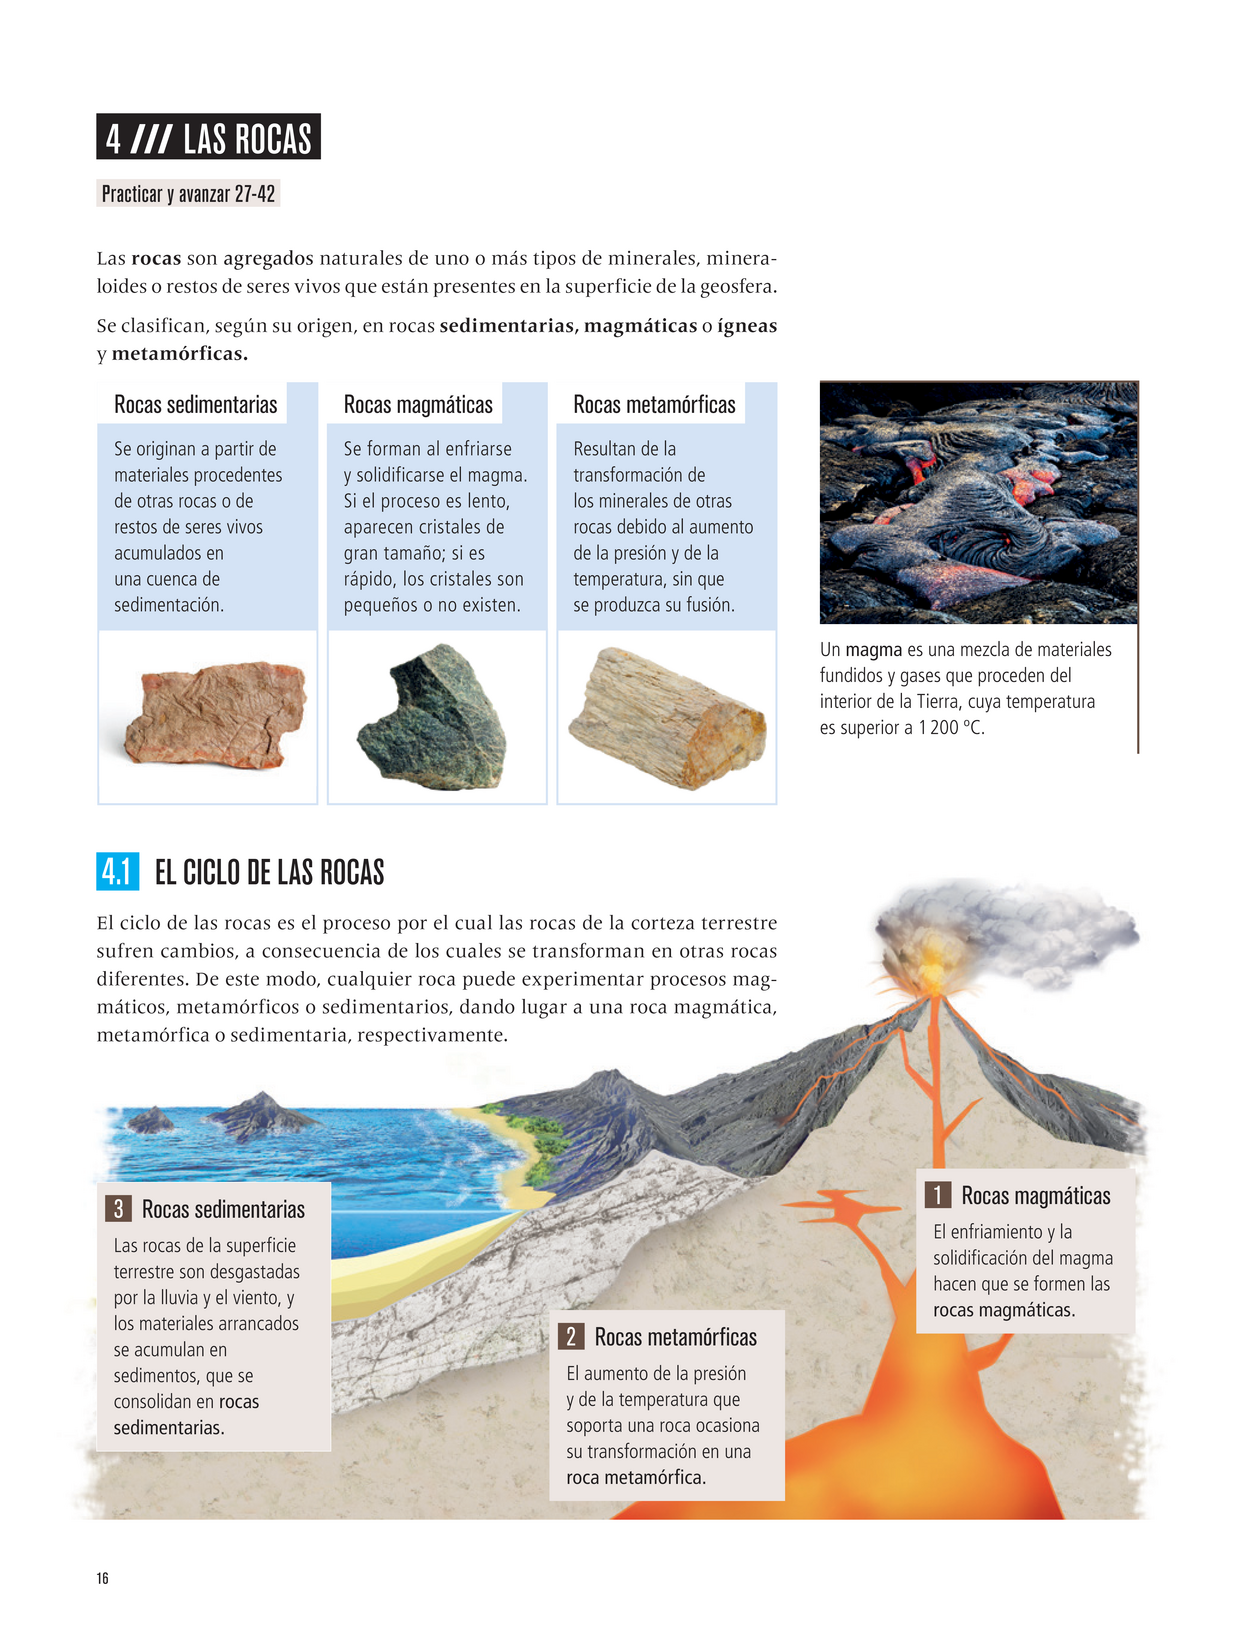 4 /// LAS ROCAS
Practicar y avanzar 27-42
Las rocas son agregados naturales de uno o más tipos de minerales, minera-
loides o restos de seres vivos que están presentes en la superficie de la geosfera.
Se clasifican, según su origen, en rocas sedimentarias, magmáticas o ígneas
y metamórficas.
Rocas sedimentarias
Se originan a partir de
materiales procedentes
de otras rocas o de
restos de seres vivos
acumulados en
una cuenca de
sedimentación.
Rocas magmáticas
Se forman al enfriarse
y solidificarse el magma.
Si el proceso es lento,
aparecen cristales de
gran tamaño; si es
rápido, los cristales son
pequeños o no existen.
Rocas metamórficas
Resultan de la
transformación de
los minerales de otras
rocas debido al aumento
de la presión y de la
temperatura, sin que
se produzca su fusión.
Un magma es una mezcla de materiales
fundidos y gases que proceden del
interior de la Tierra, cuya temperatura
es superior a 1 200 ºC.
4.1 EL CICLO DE LAS ROCAS
El ciclo de las rocas es el proceso por el cual las rocas de la corteza terrestre
sufren cambios, a consecuencia de los cuales se transforman en otras rocas
diferentes. De este modo, cualquier roca puede experimentar procesos mag-
máticos, metamórficos o sedimentarios, dando lugar a una roca magmática,
metamórfica o sedimentaria, respectivamente.
1 Rocas magmáticas
El enfriamiento y la
solidificación del magma
hacen que se formen las
rocas magmáticas.
2 Rocas metamórficas
El aumento de la presión
y de la temperatura que
soporta una roca ocasiona
su transformación en una
roca metamórfica.
3 Rocas sedimentarias
Las rocas de la superficie
terrestre son desgastadas
por la lluvia y el viento, y
los materiales arrancados
se acumulan en
sedimentos, que se
consolidan en rocas
sedimentarias.
16